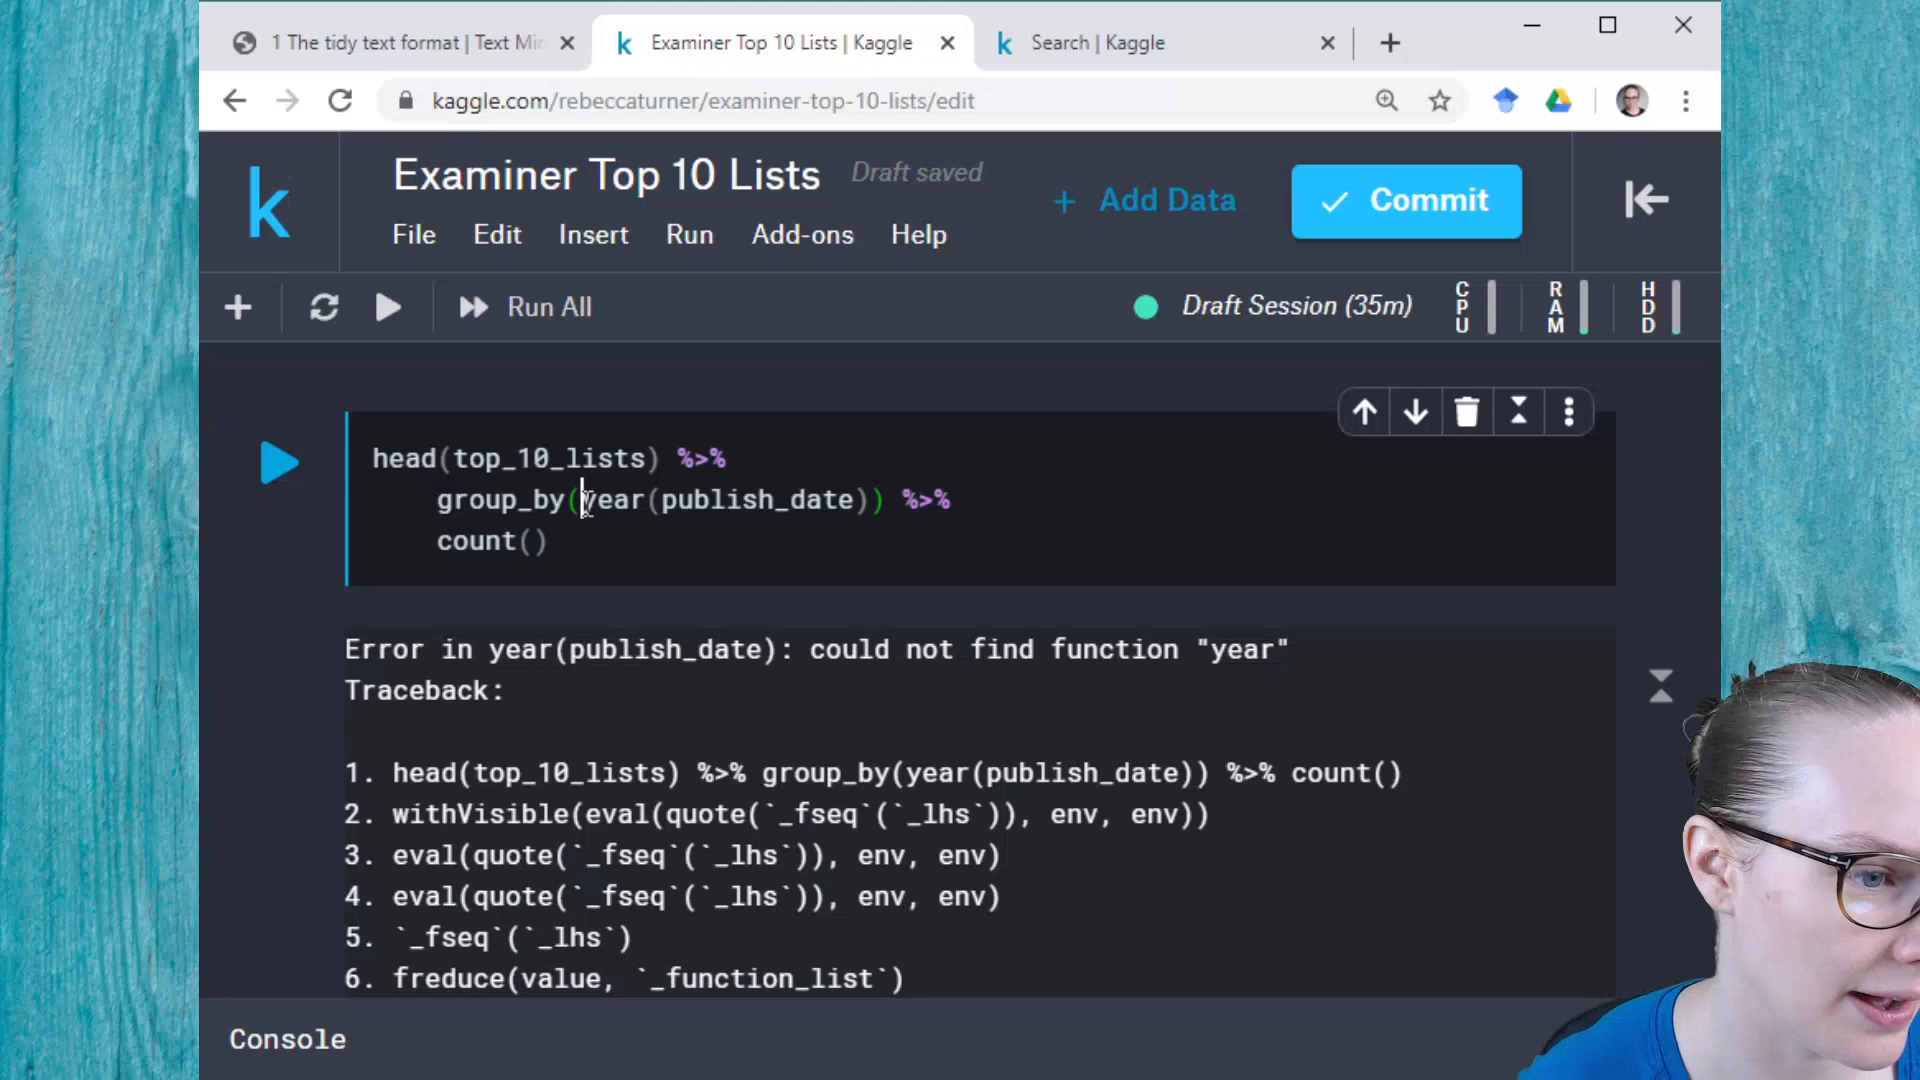 1 The tidy text format | Text Min
Examiner Top 10 Lists | Kaggle
Search | Kaggle
kaggle.com/rebeccaturner/examiner-top-10-lists/edit
k
Examiner Top 10 Lists
Draft saved
+ Add Data
Commit
File
Edit
Insert
Run
Add-ons
Help
Run All
Draft Session (35m)
CPU
RAM
HDD
head(top_10_lists) %>%
group_by(year(publish_date)) %>%
count()
Error in year(publish_date): could not find function "year"
Traceback:
1. head(top_10_lists) %>% group_by(year(publish_date)) %>% count()
2. withVisible(eval(quote(`_fseq`(`_lhs`)), env, env))
3. eval(quote(`_fseq`(`_lhs`)), env, env)
4. eval(quote(`_fseq`(`_lhs`)), env, env)
5. `_fseq`(`_lhs`)
6. freduce(value, `_function_list`)
Console